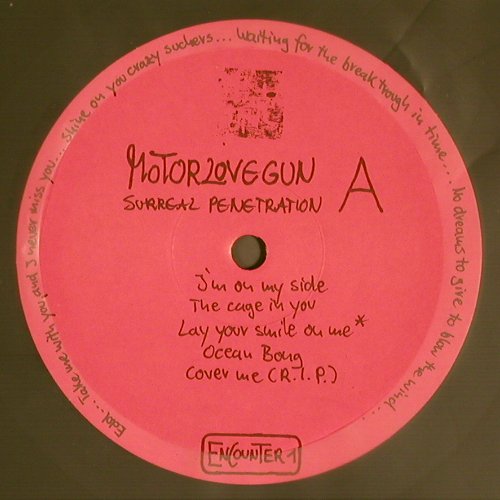 Edol... Take me with you and I never miss you.... shine on you crazy suckers... Waiting for the break trough in time... No dreams to give to blow the wind...
MOTORLOVEGUN A
SURREAL PENETRATION
I'm on my side
The cage in you
Lay your smile on me*
Ocean Bong
Cover me (R.I.P.)
ENCOUNTER 1